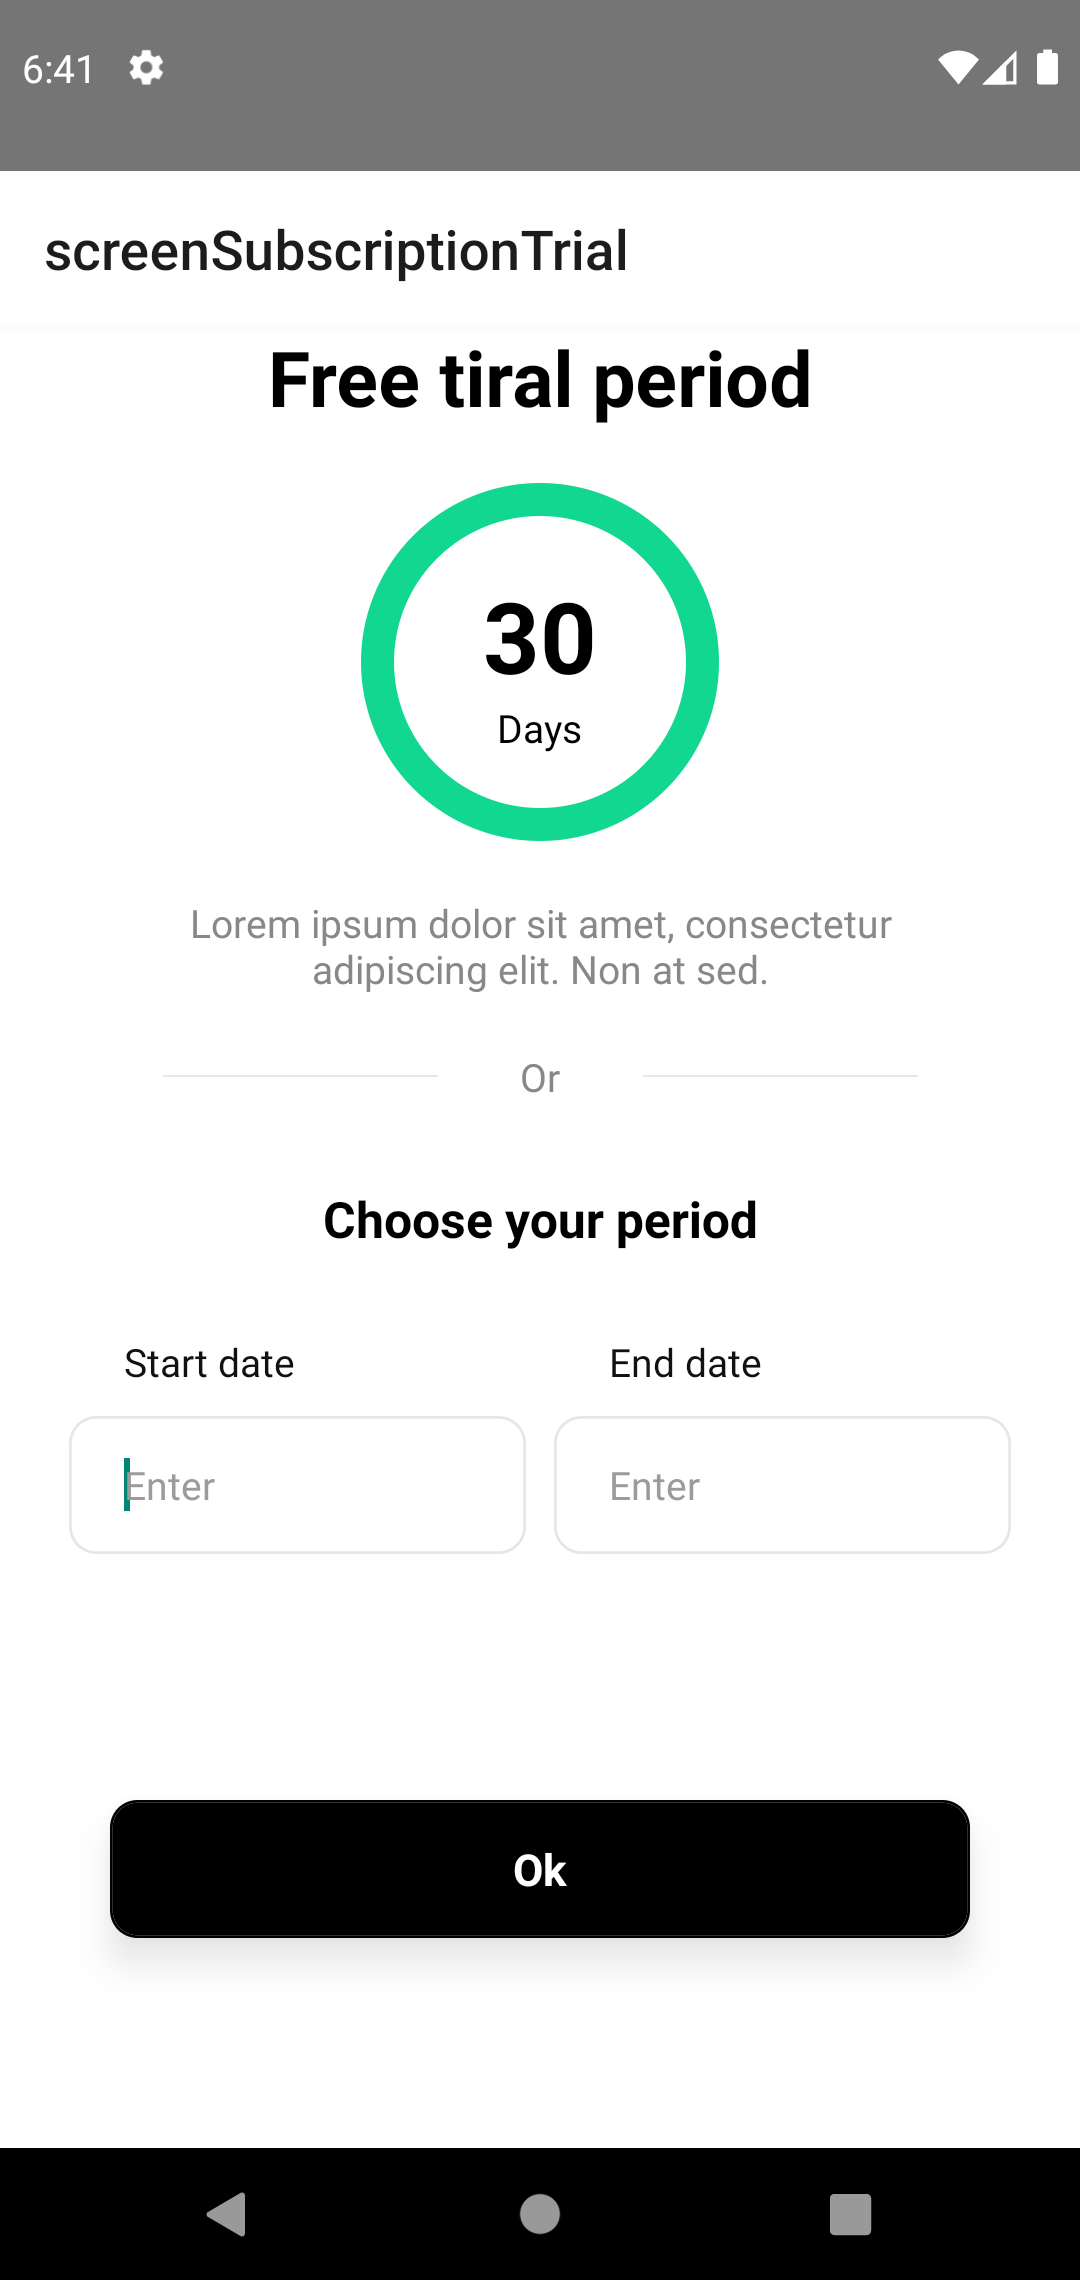 6:41
screenSubscriptionTrial
Free tiral period
30
Days
Lorem ipsum dolor sit amet, consectetur
adipiscing elit. Non at sed.
Or
Choose your period
Start date End date
Enter Enter
Ok